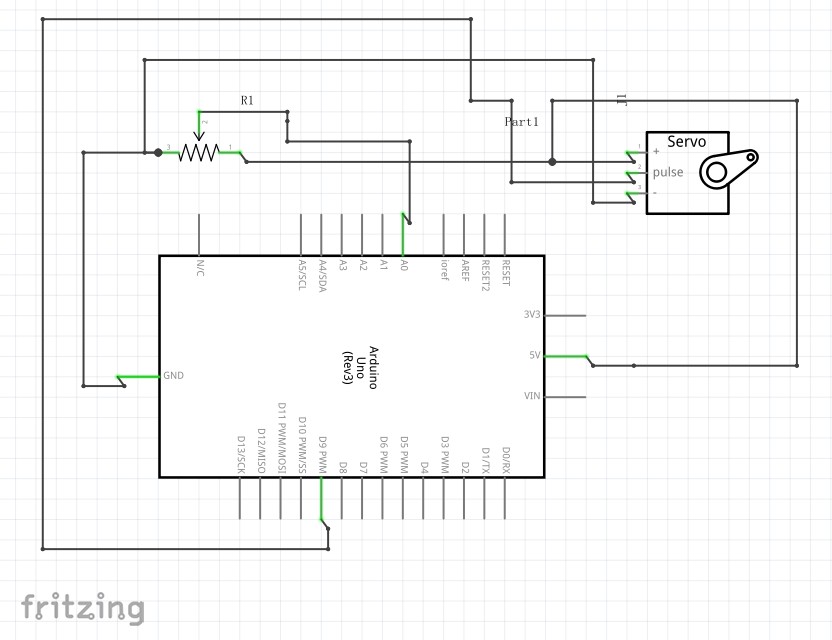 R1
J1
Part1
2
3
1
Servo
1
+
2
pulse
3
-
N/C
A5/SCL
A4/SDA
A3
A2
A1
A0
ioref
AREF
RESET2
RESET
3V3
5V
VIN
GND
Arduino
Uno
(Rev3)
D13/SCK
D12/MISO
D11 PWM/MOSI
D10 PWM/SS
D9 PWM
D8
D7
D6 PWM
D5 PWM
D4
D3 PWM
D2
D1/TX
D0/RX
fritzing